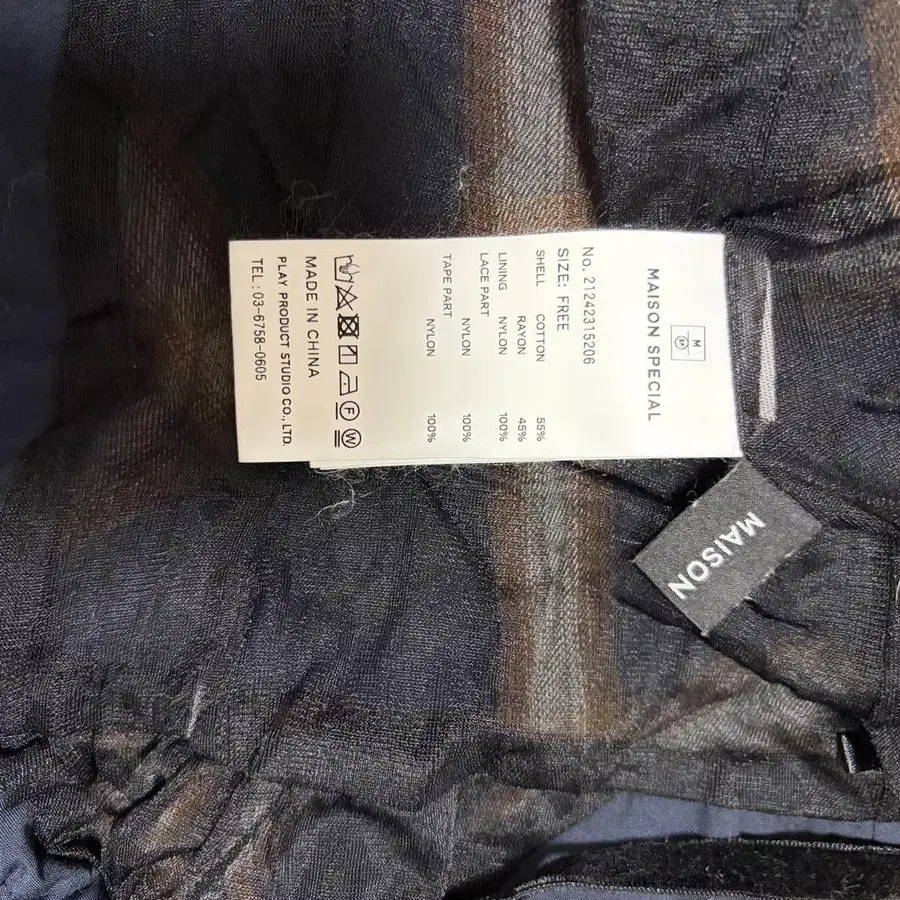 M
SP
MAISON SPECIAL
No. 21242315206
SIZE: FREE
SHELL COTTON 55%
RAYON 45%
LINING NYLON 100%
LACE PART
NYLON 100%
TAPE PART
NYLON 100%
F W
MADE IN CHINA
PLAY PRODUCT STUDIO CO., LTD.
TEL : 03-6758-0605
MAISON